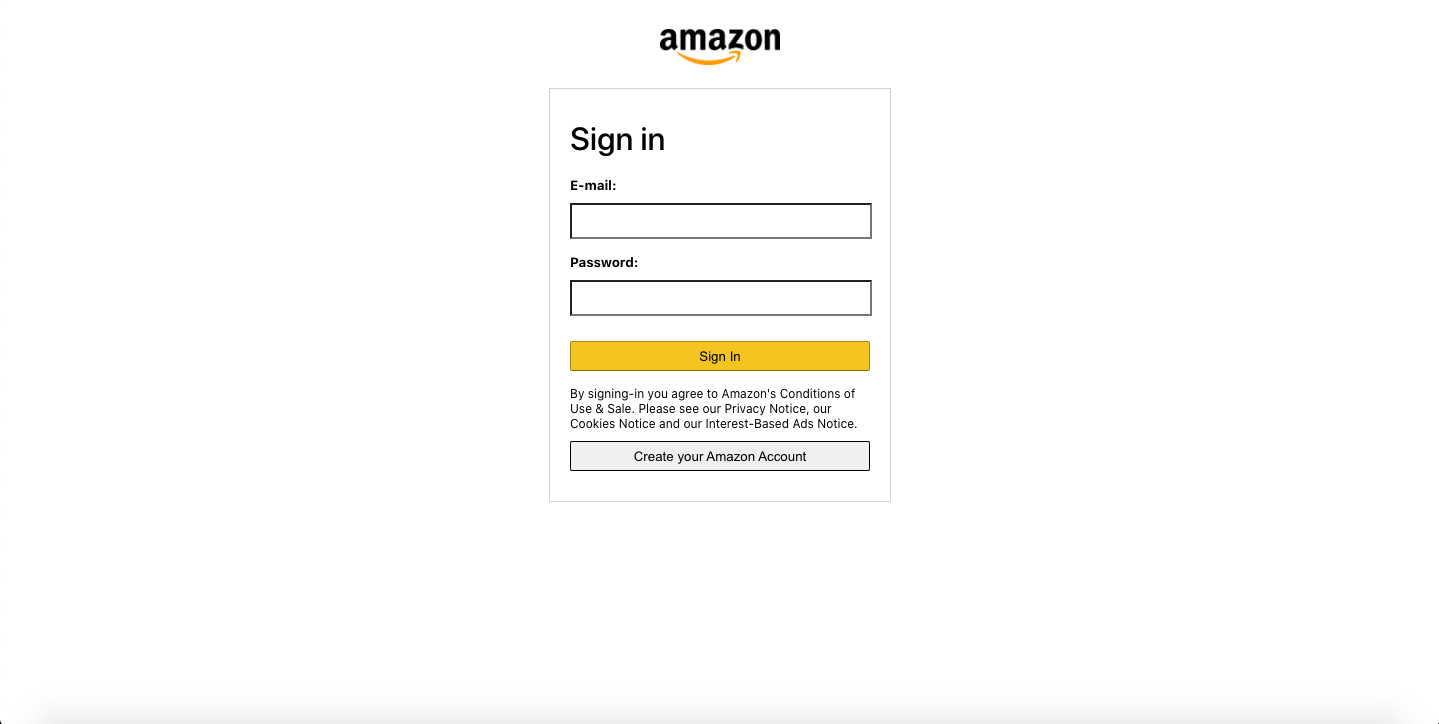 amazon
Sign in
E-mail:
Password:
Sign In
By signing-in you agree to Amazon's Conditions of
Use & Sale. Please see our Privacy Notice, our
Cookies Notice and our Interest-Based Ads Notice.
Create your Amazon Account